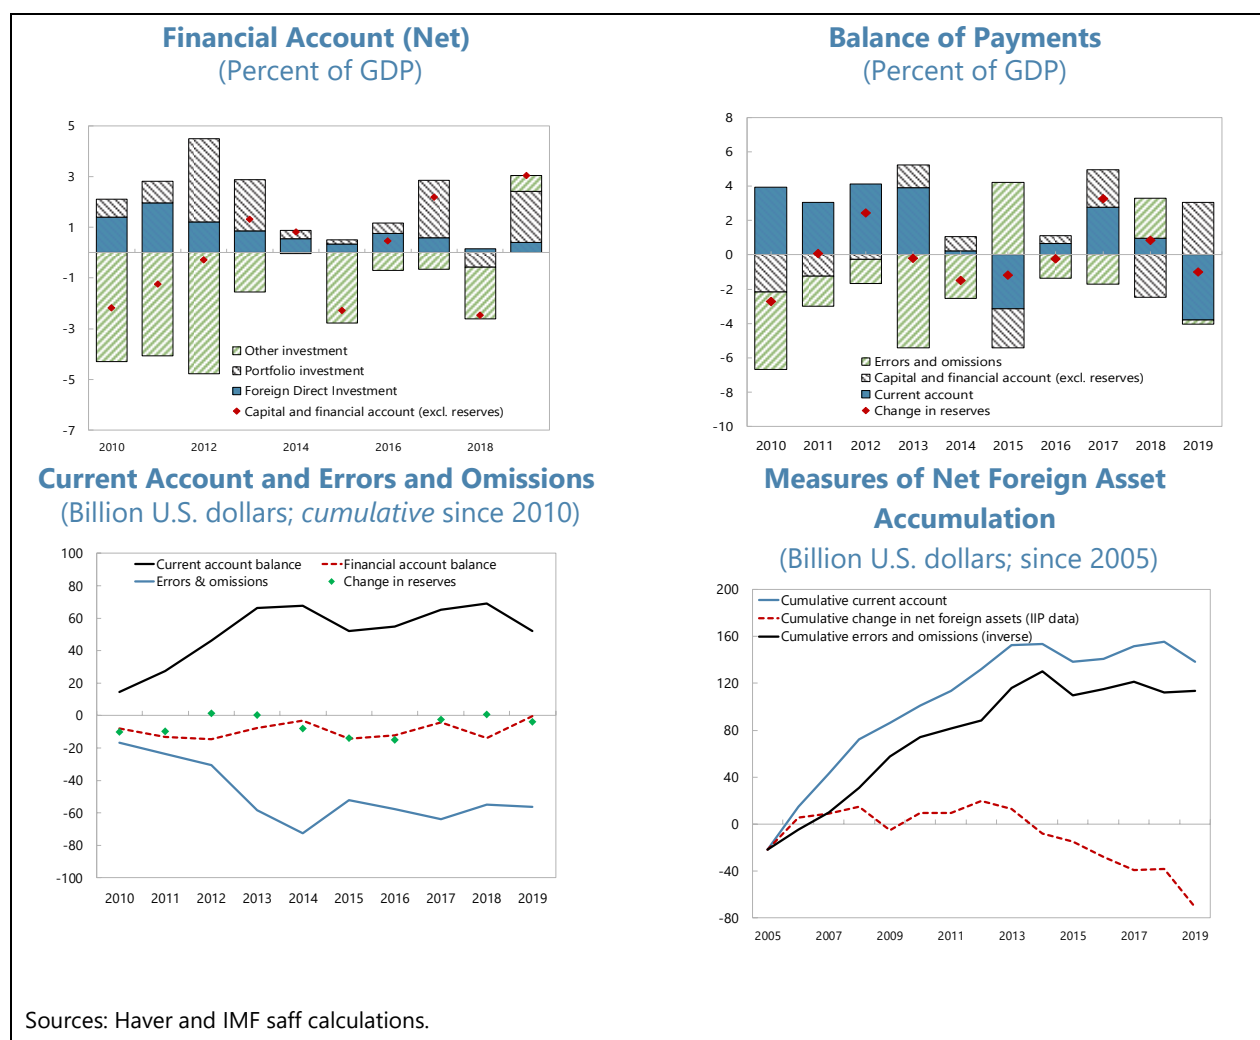 Financial Account (Net)
(Percent of GDP)
5
3
1
-1
-3
-5
-7
Other investment
Portfolio investment
Foreign Direct Investment
Capital and financial account (excl. reserves)
2010 2012 2014 2016 2018
Balance of Payments
(Percent of GDP)
8
6
4
2
0
-2
-4
-6
-8
-10
Errors and omissions
Capital and financial account (excl. reserves)
Current account
Change in reserves
2010 2011 2012 2013 2014 2015 2016 2017 2018 2019
Current Account and Errors and Omissions
(Billion U.S. dollars; cumulative since 2010)
100
80
60
40
20
0
-20
-40
-60
-80
-100
Current account balance Financial account balance
Errors & omissions Change in reserves
2010 2011 2012 2013 2014 2015 2016 2017 2018 2019
Measures of Net Foreign Asset
Accumulation
(Billion U.S. dollars; since 2005)
200
160
120
80
40
0
-40
-80
Cumulative current account
Cumulative change in net foreign assets (IIP data)
Cumulative errors and omissions (inverse)
2005 2007 2009 2011 2013 2015 2017 2019
Sources: Haver and IMF saff calculations.